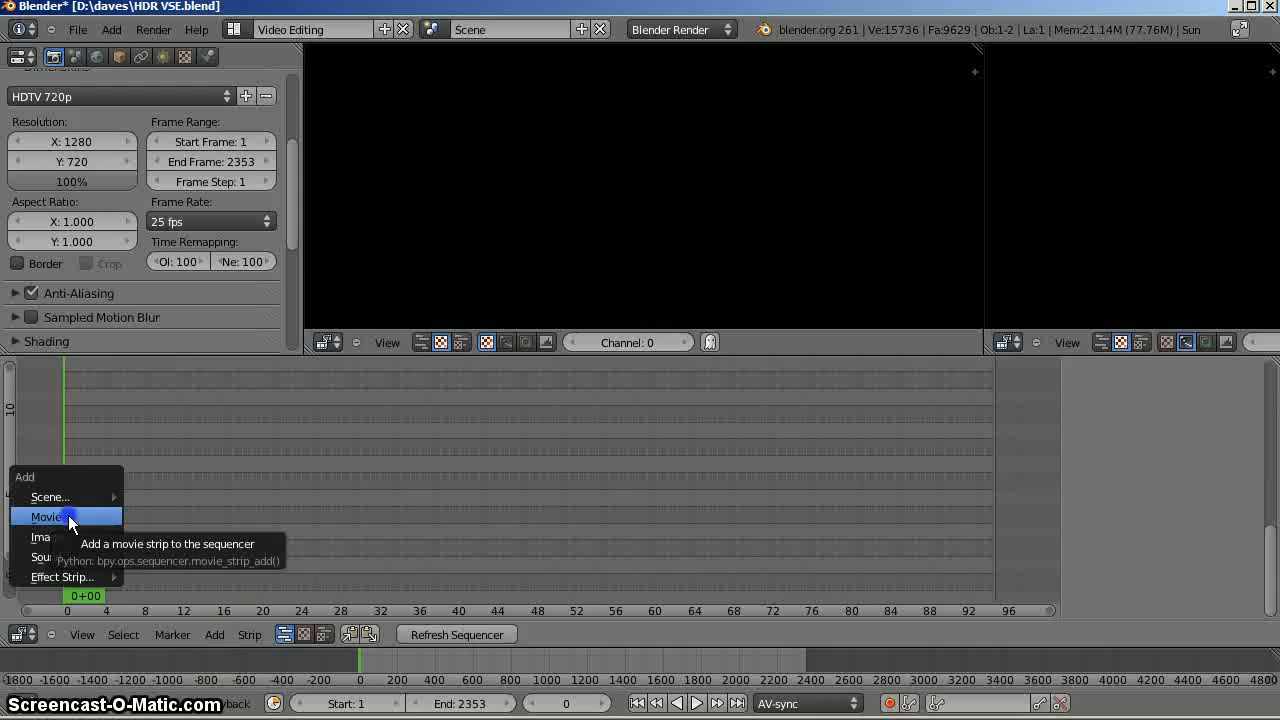 Blender* [D:\daves\HDR VSE.blend]
File Add Render Help Video Editing Scene Blender Render blender.org 261 | Ve:15736 | Fa:9629 | Ob:1-2 | La:1 | Mem:21.14M (77.76M) | Sun
HDTV 720p
Resolution: Frame Range:
X: 1280 Start Frame: 1
Y: 720 End Frame: 2353
100% Frame Step: 1
Aspect Ratio: Frame Rate:
X: 1.000 25 fps
Y: 1.000 Time Remapping:
Border Crop Ol: 100 Ne: 100
Anti-Aliasing
Sampled Motion Blur
Shading
View Channel: 0 View
10
Add
Scene...
Movie
Ima
Sou
Effect Strip...
Add a movie strip to the sequencer
Python: bpy.ops.sequencer.movie_strip_add()
0+00
0 4 8 12 16 20 24 28 32 36 40 44 48 52 56 60 64 68 72 76 80 84 88 92 96
View Select Marker Add Strip Refresh Sequencer
-1800 -1600 -1400 -1200 -1000 -800 -600 -400 -200 0 200 400 600 800 1000 1200 1400 1600 1800 2000 2200 2400 2600 2800 3000 3200 3400 3600 3800 4000 4200 4400 4600 4800
Screencast-O-Matic.com yback Start: 1 End: 2353 0 AV-sync